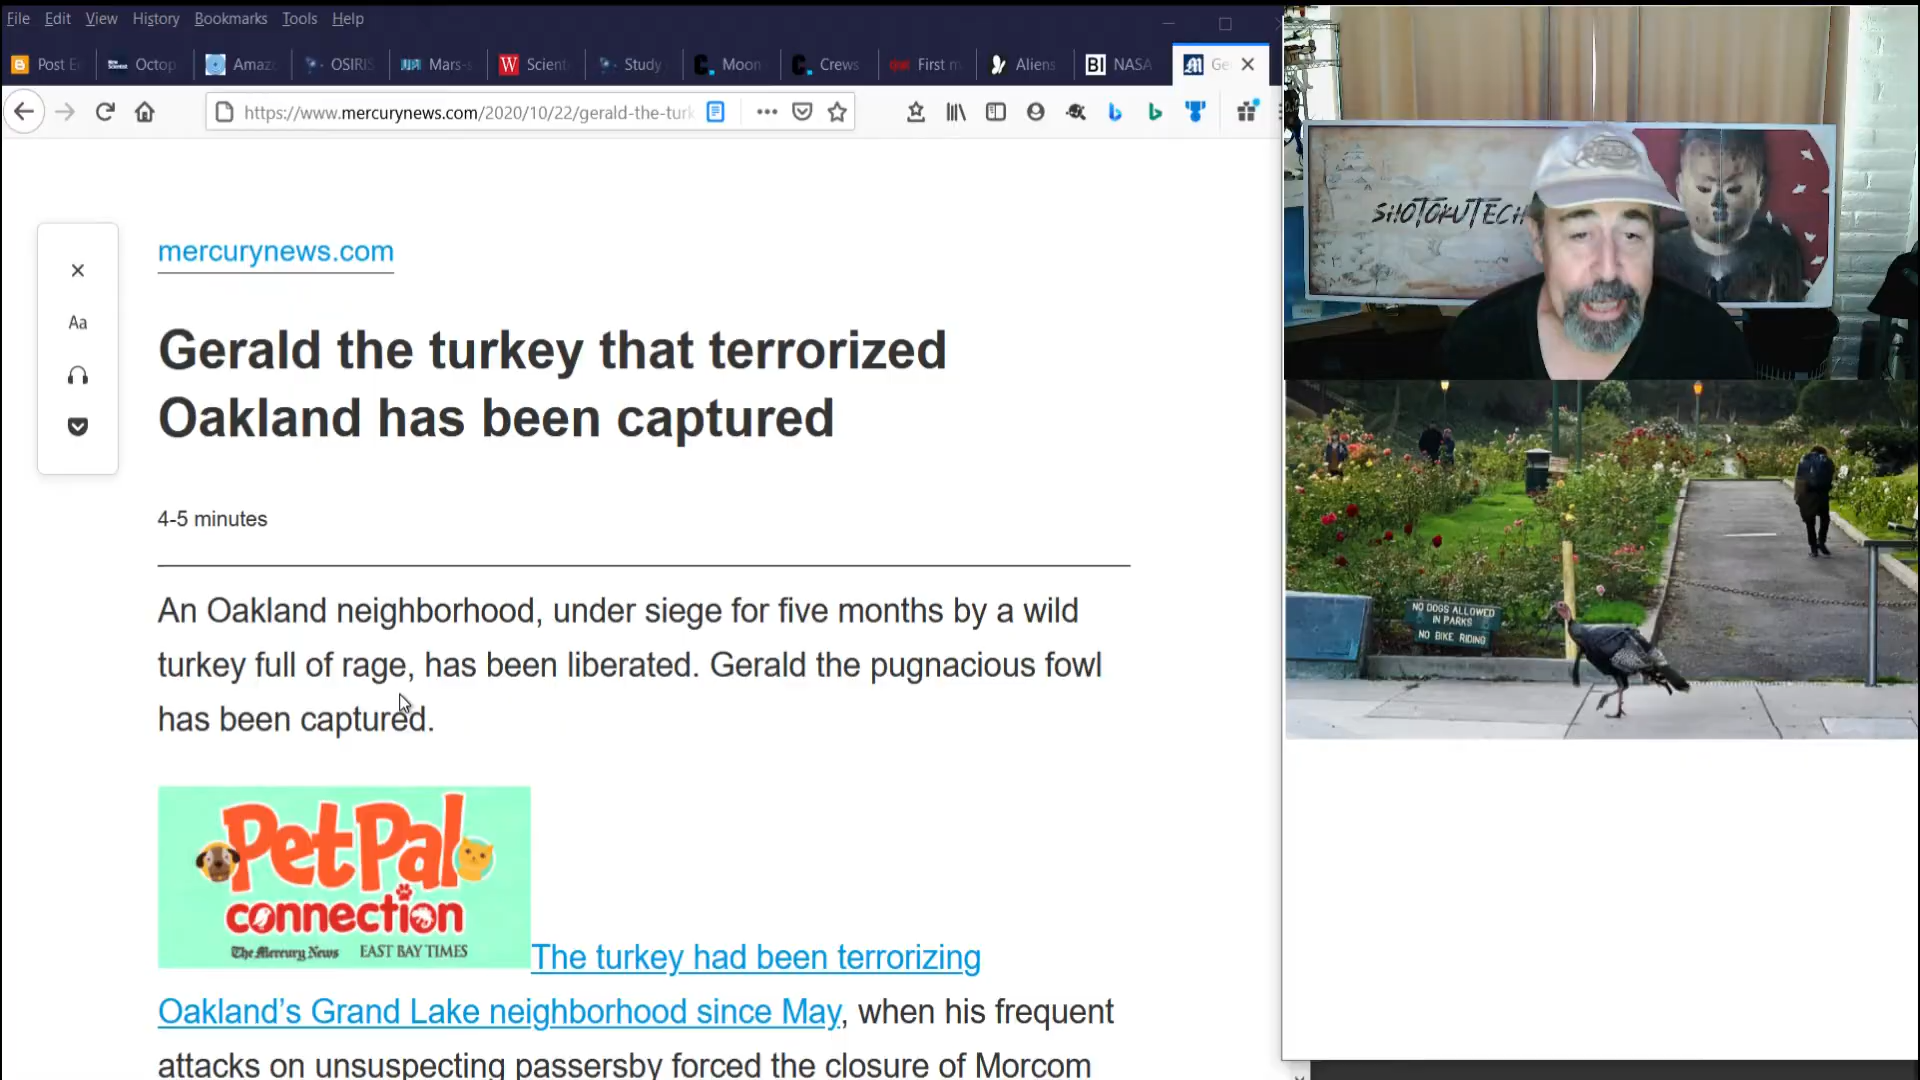 File Edit View History Bookmarks Tools Help
Post E
Octop
Amaz
OSIRIS
Mars-s
W Scient
Study
Moon
Crews
First m
Aliens
BI NASA
Ge
https://www.mercurynews.com/2020/10/22/gerald-the-turk
mercurynews.com
Aa
Gerald the turkey that terrorized
Oakland has been captured
4-5 minutes
An Oakland neighborhood, under siege for five months by a wild
turkey full of rage, has been liberated. Gerald the pugnacious fowl
has been captured.
PetPal
connection
The Mercury News EAST BAY TIMES
The turkey had been terrorizing
Oakland’s Grand Lake neighborhood since May, when his frequent
attacks on unsuspecting passersby forced the closure of Morcom
SHOTOKUTECH
NO DOGS ALLOWED
IN PARKS
NO BIKE RIDING